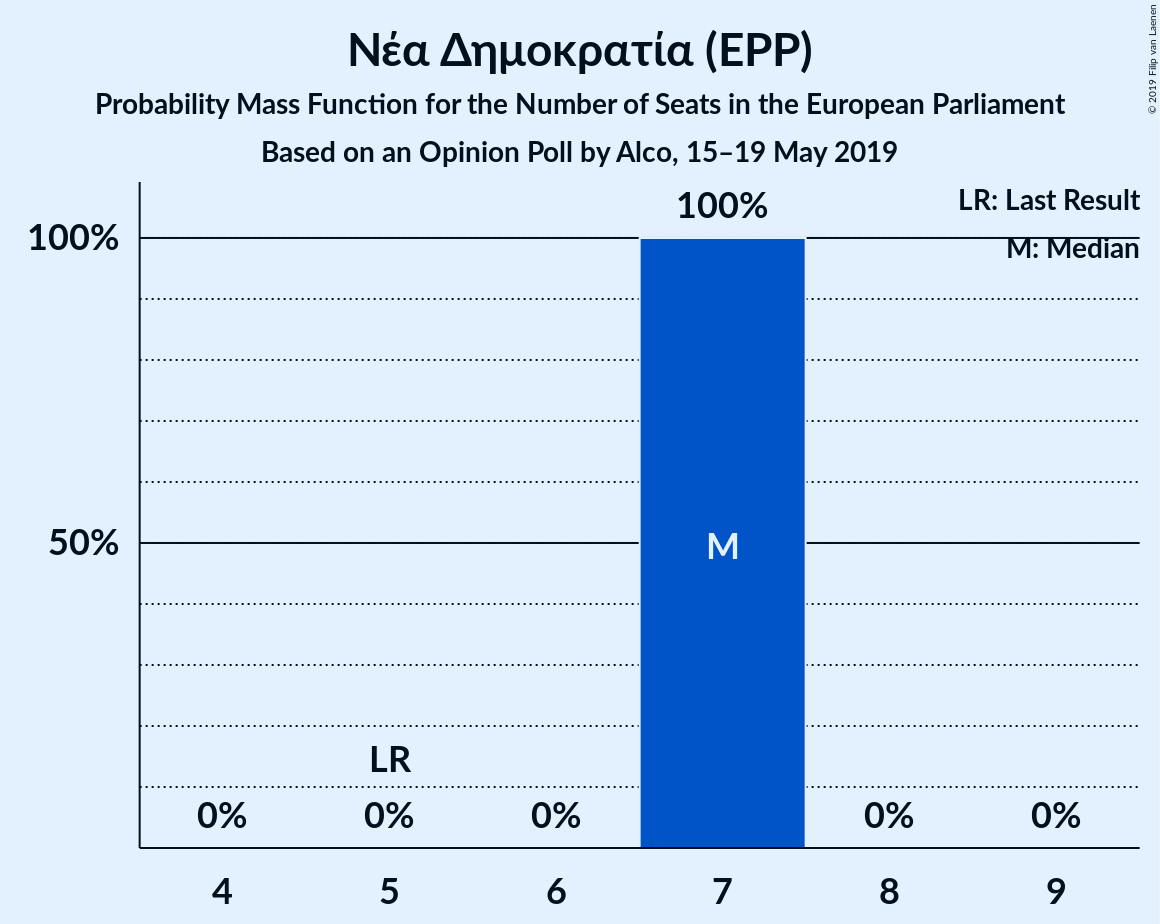 Νέα Δημοκρατία (EPP)
Probability Mass Function for the Number of Seats in the European Parliament
Based on an Opinion Poll by Alco, 15–19 May 2019
© 2019 Filip van Laenen
LR: Last Result
M: Median
100%
100%
50%
M
LR
0%
0%
0%
0%
0%
4
5
6
7
8
9